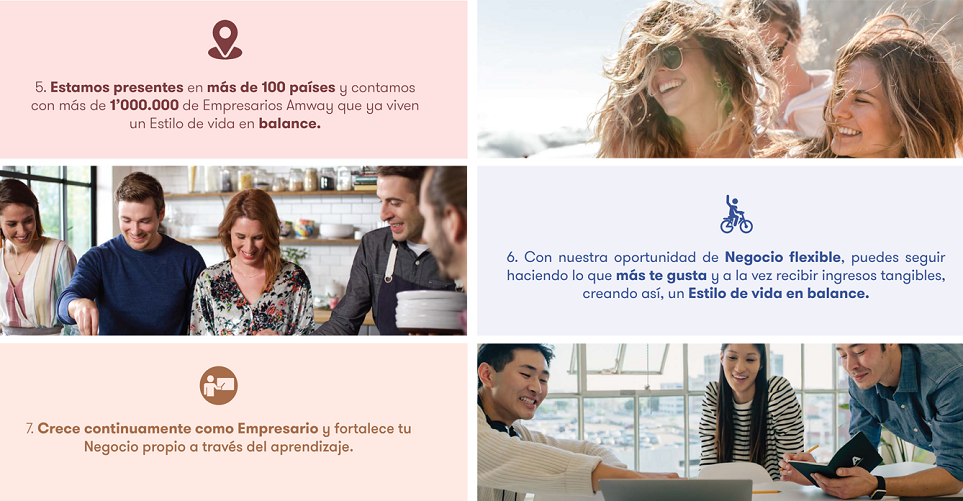 5. Estamos presentes en más de 100 países y contamos
con más de 1’000.000 de Empresarios Amway que ya viven
un Estilo de vida en balance.
6. Con nuestra oportunidad de Negocio flexible, puedes seguir
haciendo lo que más te gusta y a la vez recibir ingresos tangibles,
creando así, un Estilo de vida en balance.
7. Crece continuamente como Empresario y fortalece tu
Negocio propio a través del aprendizaje.